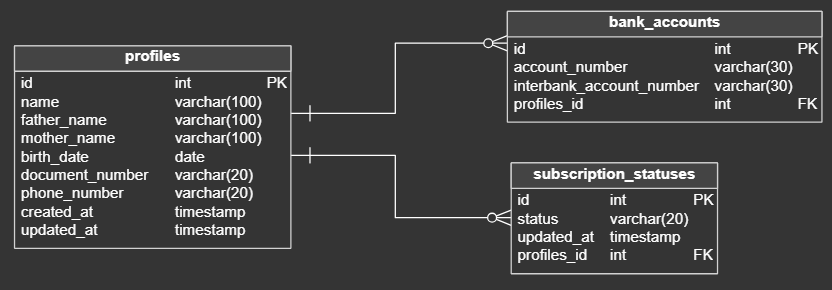 profiles
id int PK
name varchar(100)
father_name varchar(100)
mother_name varchar(100)
birth_date date
document_number varchar(20)
phone_number varchar(20)
created_at timestamp
updated_at timestamp
bank_accounts
id int PK
account_number varchar(30)
interbank_account_number varchar(30)
profiles_id int FK
subscription_statuses
id int PK
status varchar(20)
updated_at timestamp
profiles_id int FK